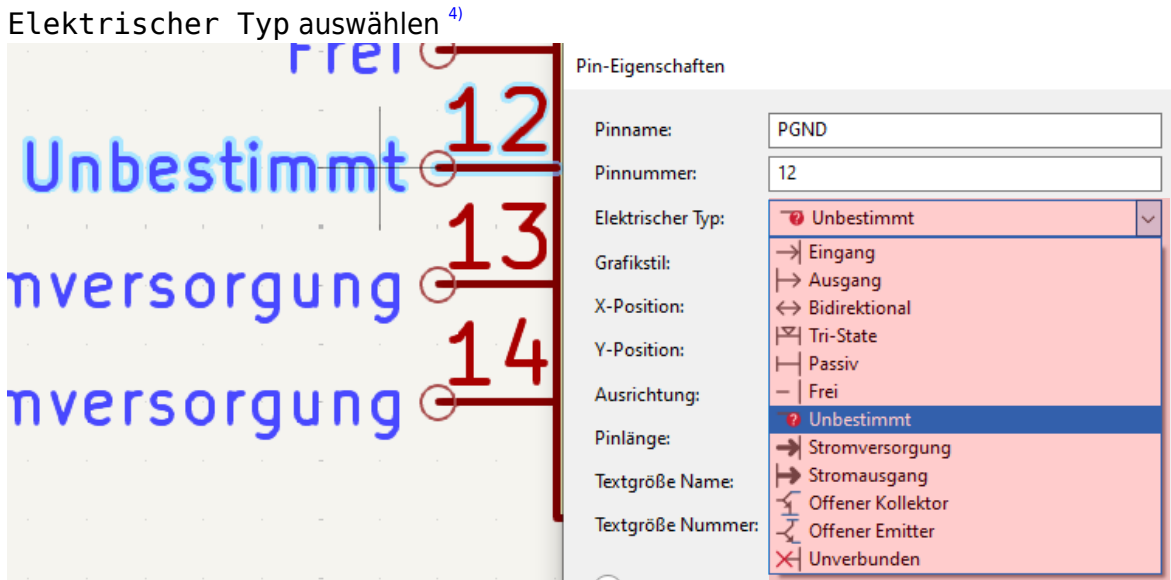 Elektrischer Typ auswählen 4)
Frei
12
Unbestimmt
13
mversorgung
14
mversorgung
Pin-Eigenschaften
Pinname: PGND
Pinnummer: 12
Elektrischer Typ: Unbestimmt
Grafikstil:
X-Position:
Y-Position:
Ausrichtung:
Pinlänge:
Textgröße Name:
Textgröße Nummer:
Eingang
Ausgang
Bidirektional
Tri-State
Passiv
Frei
Unbestimmt
Stromversorgung
Stromausgang
Offener Kollektor
Offener Emitter
Unverbunden